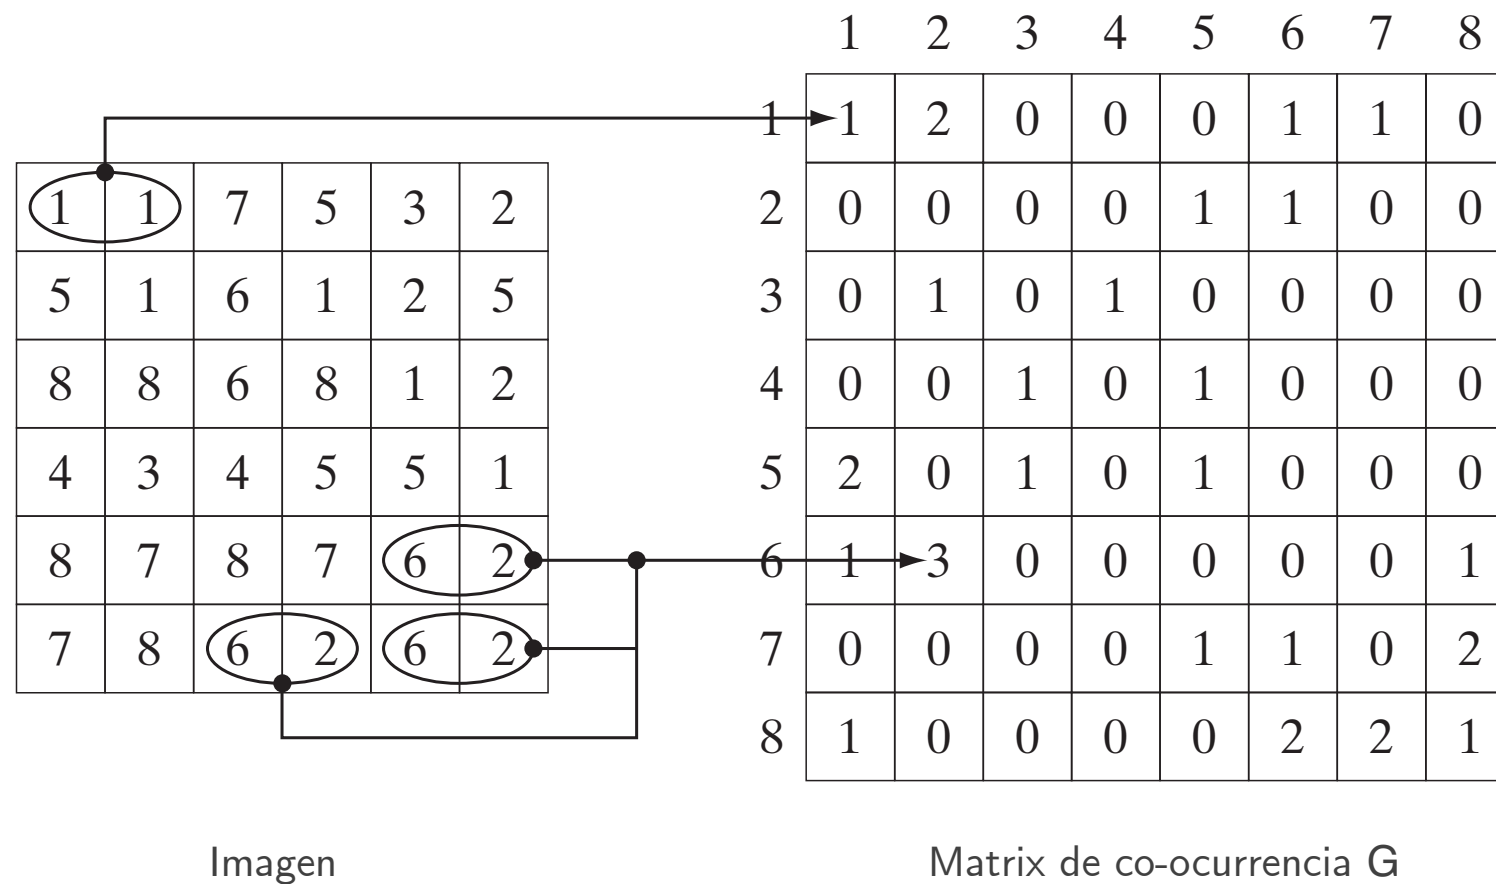 1 2 3 4 5 6 7 8
1 1 2 0 0 0 1 1 0
1 1 7 5 3 2 2 0 0 0 0 1 1 0 0
5 1 6 1 2 5 3 0 1 0 1 0 0 0 0
8 8 6 8 1 2 4 0 0 1 0 1 0 0 0
4 3 4 5 5 1 5 2 0 1 0 1 0 0 0
8 7 8 7 6 2 6 1 3 0 0 0 0 0 1
7 8 6 2 6 2 7 0 0 0 0 1 1 0 2
8 1 0 0 0 0 2 2 1
Imagen Matrix de co-ocurrencia G